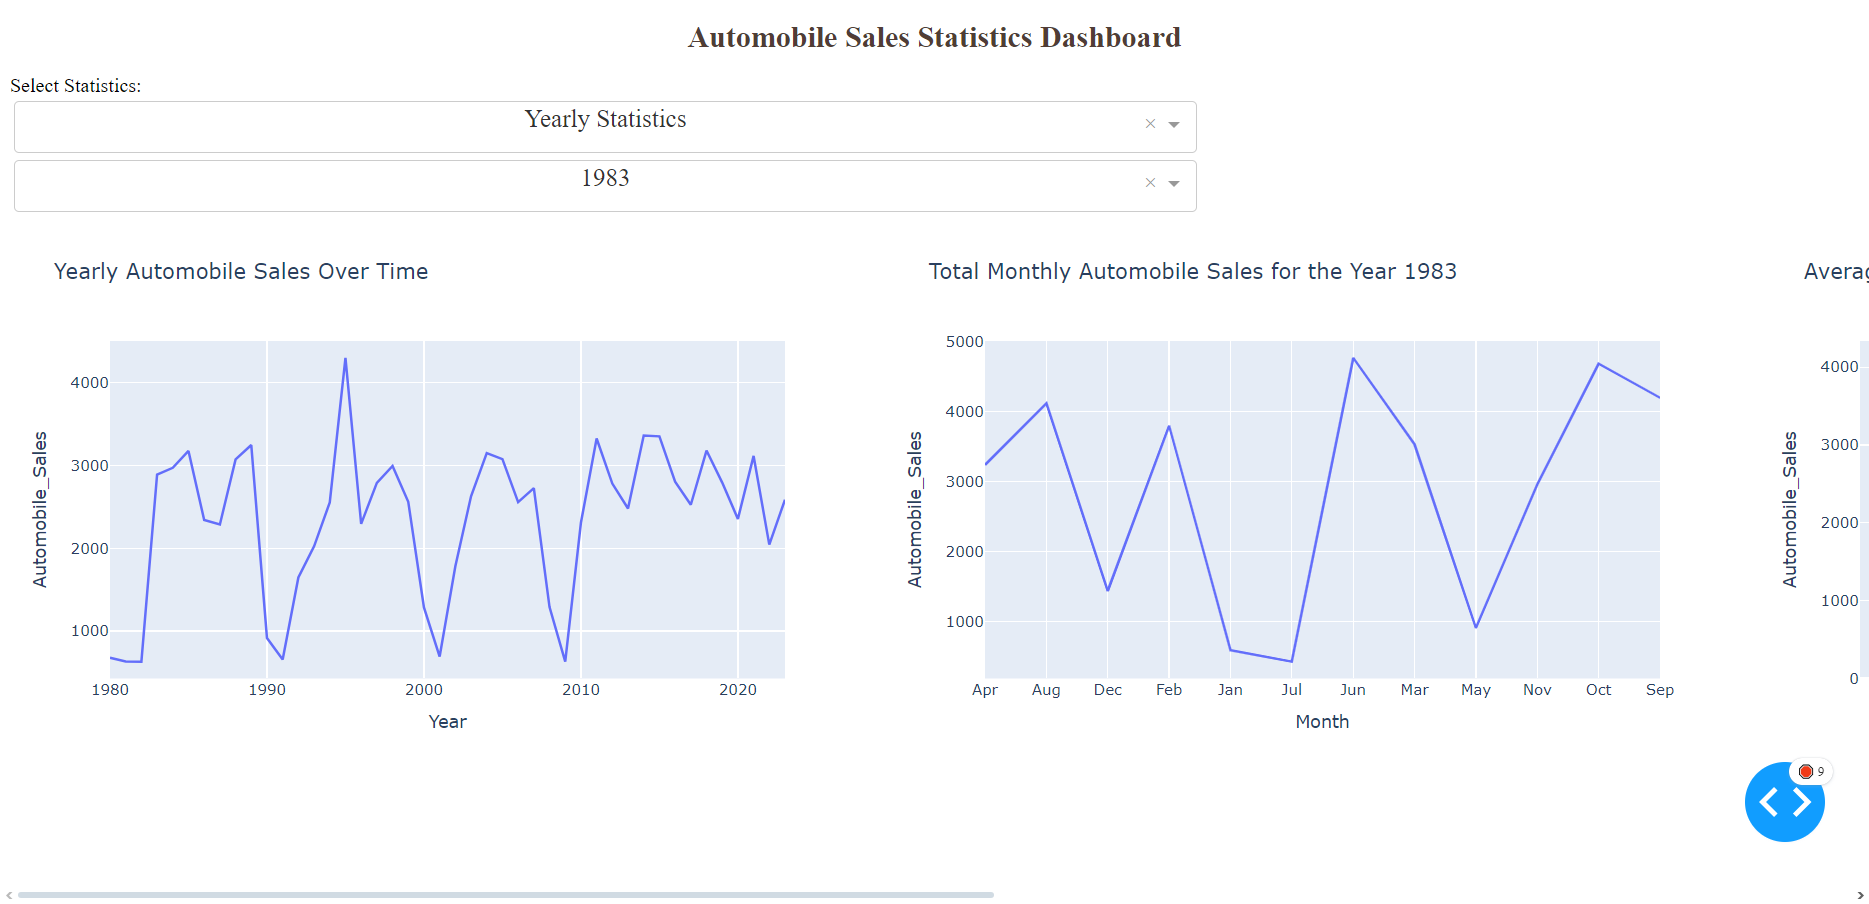 Automobile Sales Statistics Dashboard
Select Statistics:
Yearly Statistics
×
1983
×
Yearly Automobile Sales Over Time
4000
3000
2000
1000
Automobile_Sales
1980 1990 2000 2010 2020
Year
Total Monthly Automobile Sales for the Year 1983
5000
4000
3000
2000
1000
Automobile_Sales
Apr Aug Dec Feb Jan Jul Jun Mar May Nov Oct Sep
Month
4000
3000
2000
1000
0
Automobile_Sales
9